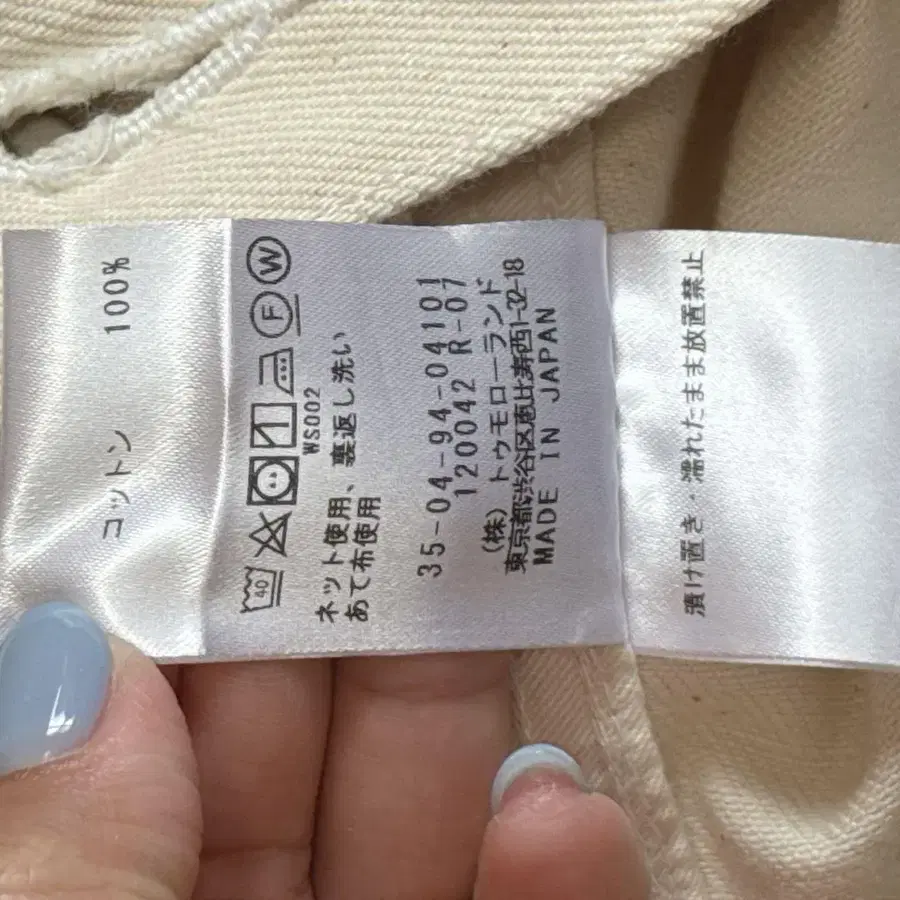 コットン 100%
40 F W
WS002
ネット使用、裏返し洗い
あて布使用
35-04-94-04101
120042 R-07
(株) トゥモローランド
東京都渋谷区恵比寿西1-32-18
MADE IN JAPAN
漬け置き・濡れたまま放置禁止